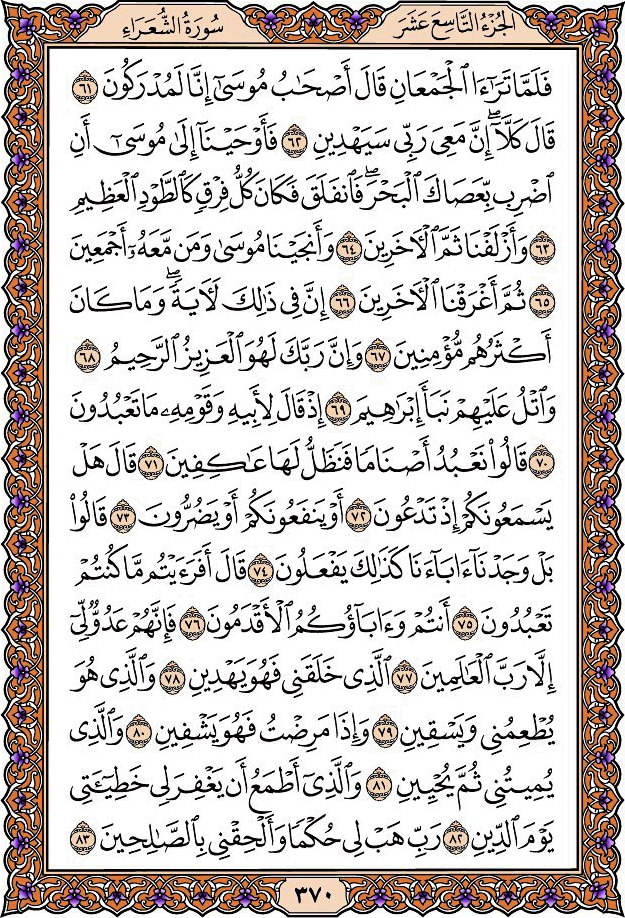 سُورَةُ الشُّعَرَاءِ
الجُزْءُ التَّاسِعَ عَشَرَ
فَلَمَّا تَرَٰٓءَا ٱلْجَمْعَانِ قَالَ أَصْحَٰبُ مُوسَىٰٓ إِنَّا لَمُدْرَكُونَ ٦١
قَالَ كَلَّآ ۖ إِنَّ مَعِىَ رَبِّى سَيَهْدِينِ ٦٢ فَأَوْحَيْنَآ إِلَىٰ مُوسَىٰٓ أَنِ
ٱضْرِب بِّعَصَاكَ ٱلْبَحْرَ ۖ فَٱنفَلَقَ فَكَانَ كُلُّ فِرْقٍ كَٱلطَّوْدِ ٱلْعَظِيمِ
٦٣ وَأَزْلَفْنَا ثَمَّ ٱلْءَاخَرِينَ ٦٤ وَأَنجَيْنَا مُوسَىٰ وَمَن مَّعَهُۥٓ أَجْمَعِينَ
٦٥ ثُمَّ أَغْرَقْنَا ٱلْءَاخَرِينَ ٦٦ إِنَّ فِى ذَٰلِكَ لَءَايَةً ۖ وَمَا كَانَ
أَكْثَرُهُم مُّؤْمِنِينَ ٦٧ وَإِنَّ رَبَّكَ لَهُوَ ٱلْعَزِيزُ ٱلرَّحِيمُ ٦٨
وَٱتْلُ عَلَيْهِمْ نَبَأَ إِبْرَٰهِيمَ ٦٩ إِذْ قَالَ لِأَبِيهِ وَقَوْمِهِۦ مَا تَعْبُدُونَ
٧٠ قَالُوا۟ نَعْبُدُ أَصْنَامًا فَنَظَلُّ لَهَا عَٰكِفِينَ ٧١ قَالَ هَلْ
يَسْمَعُونَكُمْ إِذْ تَدْعُونَ ٧٢ أَوْ يَنفَعُونَكُمْ أَوْ يَضُرُّونَ ٧٣ قَالُوا۟
بَلْ وَجَدْنَآ ءَابَآءَنَا كَذَٰلِكَ يَفْعَلُونَ ٧٤ قَالَ أَفَرَءَيْتُم مَّا كُنتُمْ
تَعْبُدُونَ ٧٥ أَنتُمْ وَءَابَآؤُكُمُ ٱلْأَقْدَمُونَ ٧٦ فَإِنَّهُمْ عَدُوٌّ لِّىٓ
إِلَّا رَبَّ ٱلْعَٰلَمِينَ ٧٧ ٱلَّذِى خَلَقَنِى فَهُوَ يَهْدِينِ ٧٨ وَٱلَّذِى هُوَ
يُطْعِمُنِى وَيَسْقِينِ ٧٩ وَإِذَا مَرِضْتُ فَهُوَ يَشْفِينِ ٨٠ وَٱلَّذِى
يُمِيتُنِى ثُمَّ يُحْيِينِ ٨١ وَٱلَّذِىٓ أَطْمَعُ أَن يَغْفِرَ لِى خَطِيٓـَٔتِى
يَوْمَ ٱلدِّينِ ٨٢ رَبِّ هَبْ لِى حُكْمًا وَأَلْحِقْنِى بِٱلصَّٰلِحِينَ ٨٣
٣٧٠